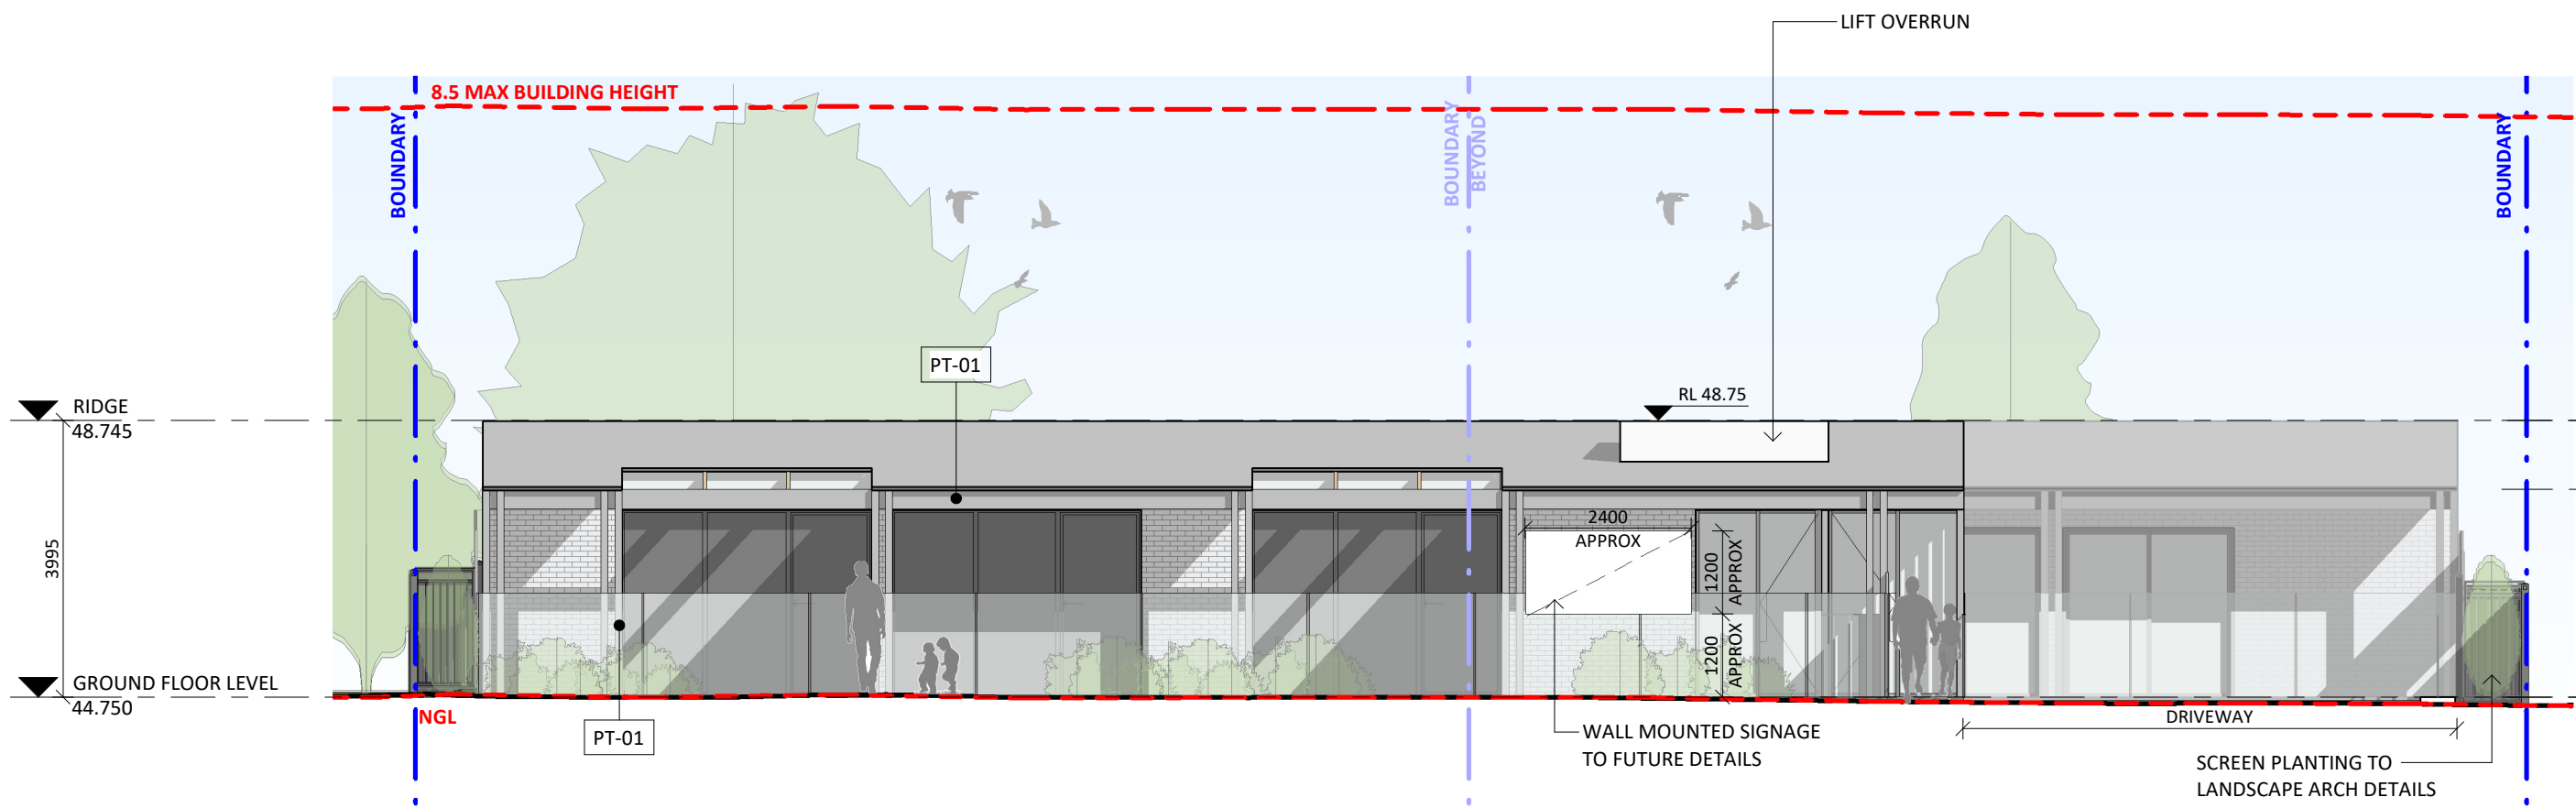 LIFT OVERRUN
8.5 MAX BUILDING HEIGHT
BOUNDARY
BOUNDARY
BEYOND
BOUNDARY
PT-01
RIDGE
48.745
RL 48.75
3995
2400
APPROX
1200
APPROX
1200
APPROX
GROUND FLOOR LEVEL
44.750
NGL
PT-01
WALL MOUNTED SIGNAGE
TO FUTURE DETAILS
DRIVEWAY
SCREEN PLANTING TO
LANDSCAPE ARCH DETAILS